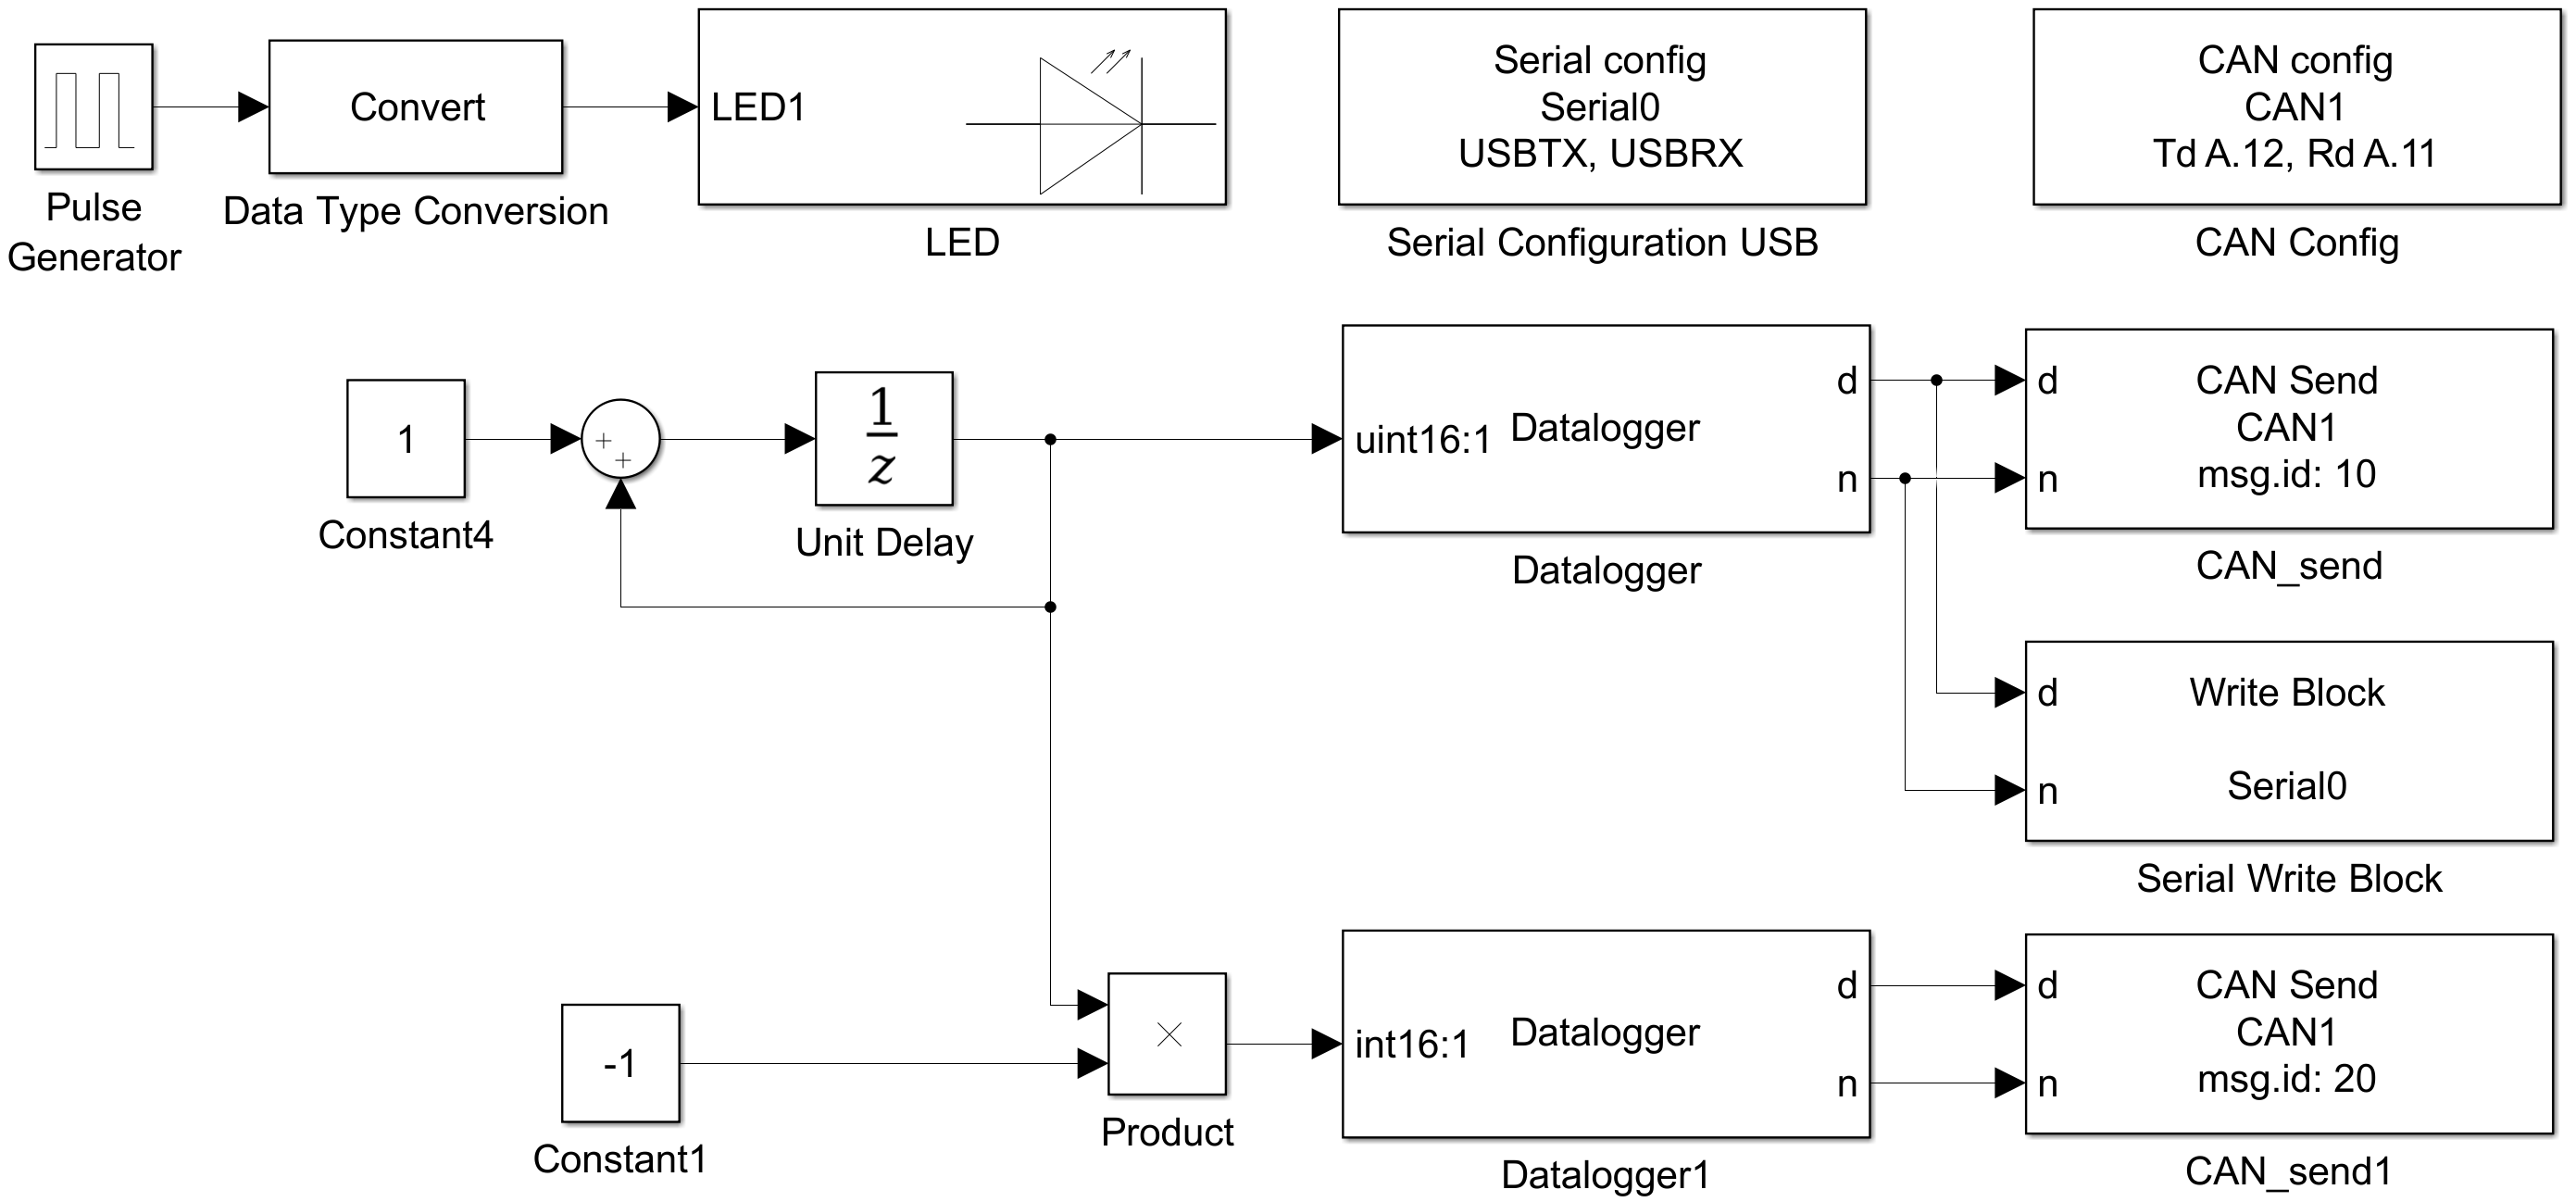 Pulse
Generator
Convert
Data Type Conversion
LED1
LED
Serial config
Serial0
USBTX, USBRX
Serial Configuration USB
CAN config
CAN1
Td A.12, Rd A.11
CAN Config
1
Constant4
+
+
1
z
Unit Delay
uint16:1
Datalogger
d
n
Datalogger
d
n
CAN Send
CAN1
msg.id: 10
CAN_send
d
n
Write Block
Serial0
Serial Write Block
-1
Constant1
×
Product
int16:1
Datalogger
d
n
Datalogger1
d
n
CAN Send
CAN1
msg.id: 20
CAN_send1